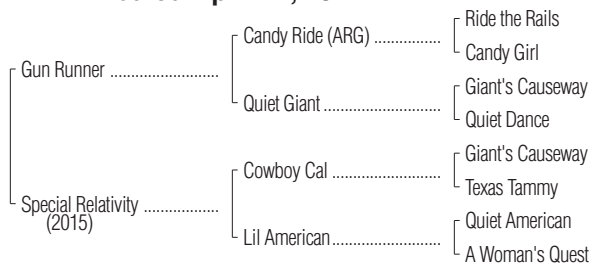 Gun Runner ........................
Special Relativity ................
(2015)
Candy Ride (ARG) .................
Quiet Giant .........................
Cowboy Cal ........................
Lil American........................
Ride the Rails
Candy Girl
Giant's Causeway
Quiet Dance
Giant's Causeway
Texas Tammy
Quiet American
A Woman's Quest